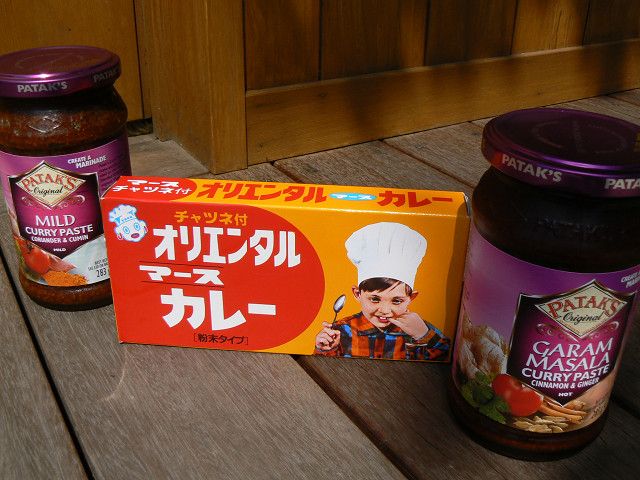 PATAK'S
CREATE A
MARINADE
PATAK'S
Original
MILD
CURRY PASTE
CORIANDER & CUMIN
MILD
283
マース
チャツネ付
オリエンタル
マース
カレー
チャツネ付
オリエンタル
マース
カレー
[粉末タイプ]
PATAK'S
PATAK'S
PATAK'S
Original
GARAM
MASALA
CURRY PASTE
CINNAMON & GINGER
HOT